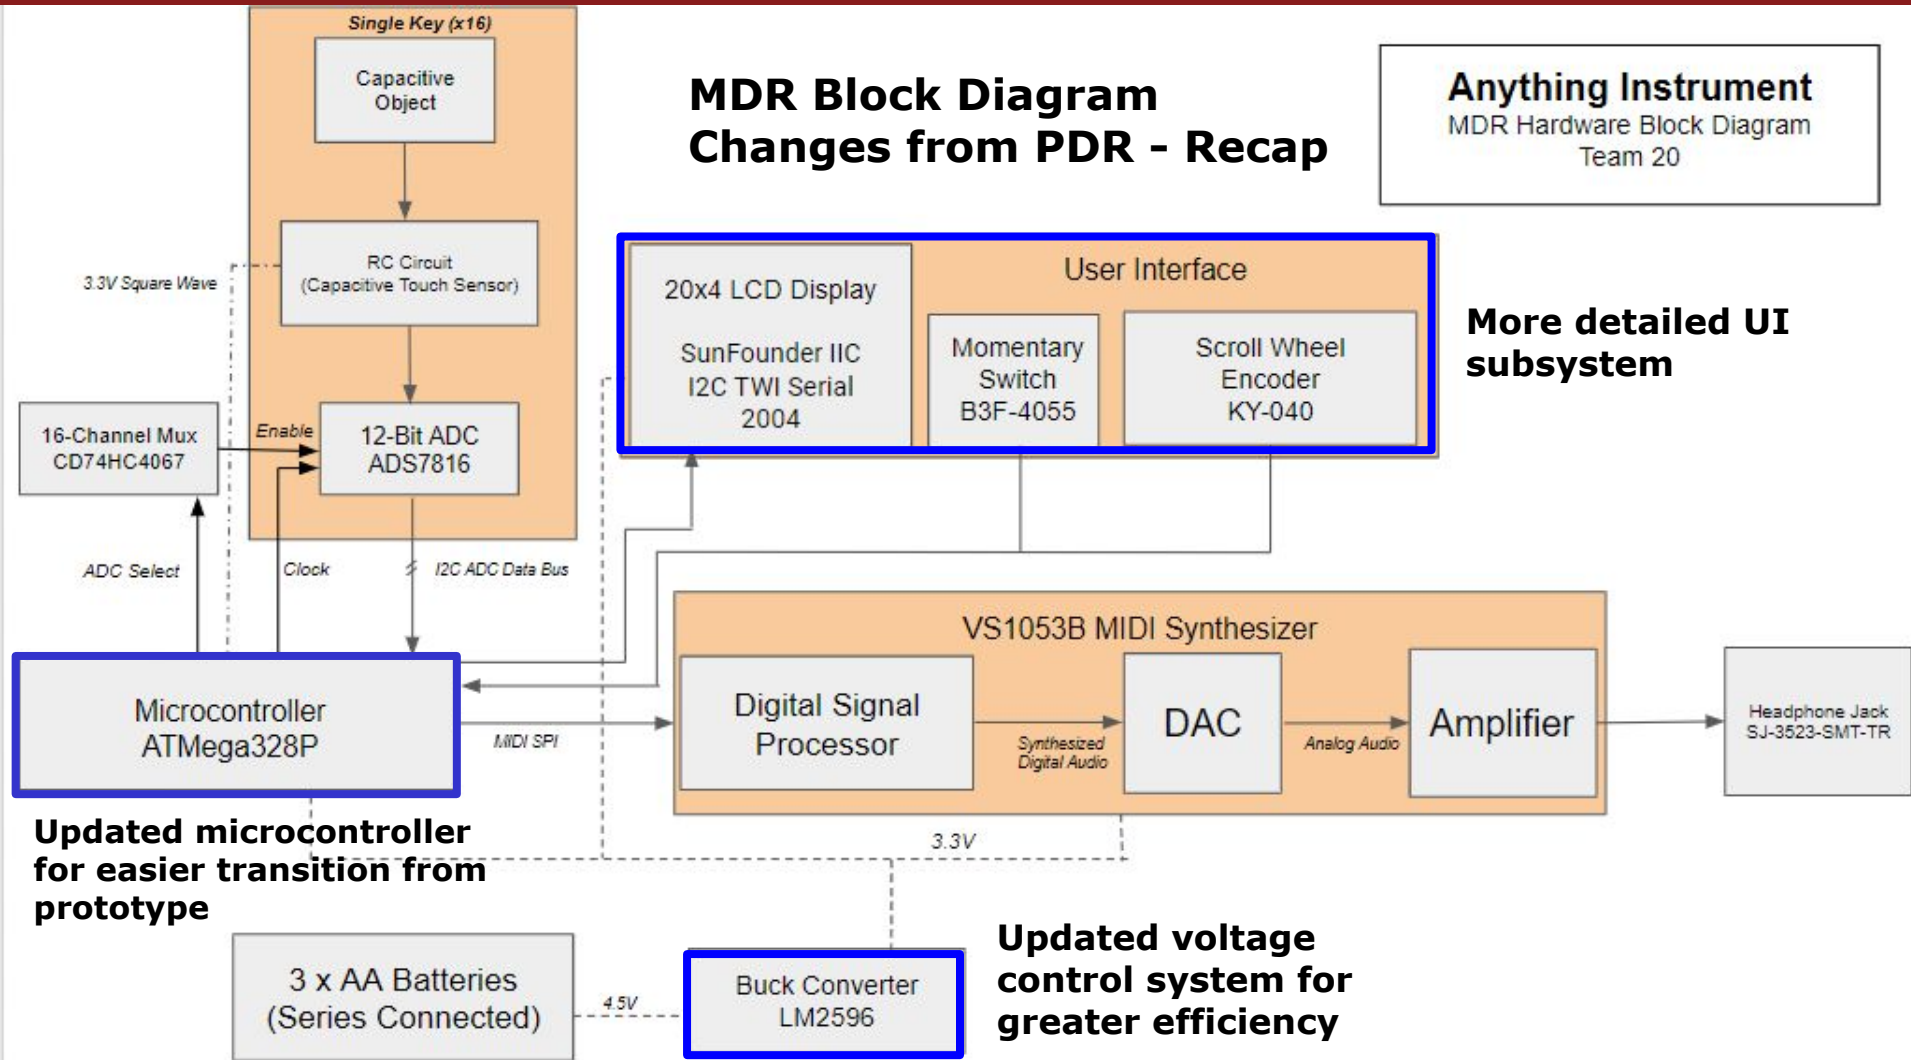 Single Key (x16)
Capacitive
Object
MDR Block Diagram
Changes from PDR - Recap
Anything Instrument
MDR Hardware Block Diagram
Team 20
RC Circuit
(Capacitive Touch Sensor)
3.3V Square Wave
20x4 LCD Display
SunFounder IIC
I2C TWI Serial
2004
User Interface
Momentary
Switch
B3F-4055
Scroll Wheel
Encoder
KY-040
More detailed UI
subsystem
16-Channel Mux
CD74HC4067
Enable
12-Bit ADC
ADS7816
ADC Select
Clock
I2C ADC Data Bus
VS1053B MIDI Synthesizer
Microcontroller
ATMega328P
MIDI SPI
Digital Signal
Processor
Synthesized
Digital Audio
DAC
Analog Audio
Amplifier
Headphone Jack
SJ-3523-SMT-TR
Updated microcontroller
for easier transition from
prototype
3.3V
3 x AA Batteries
(Series Connected)
4.5V
Buck Converter
LM2596
Updated voltage
control system for
greater efficiency